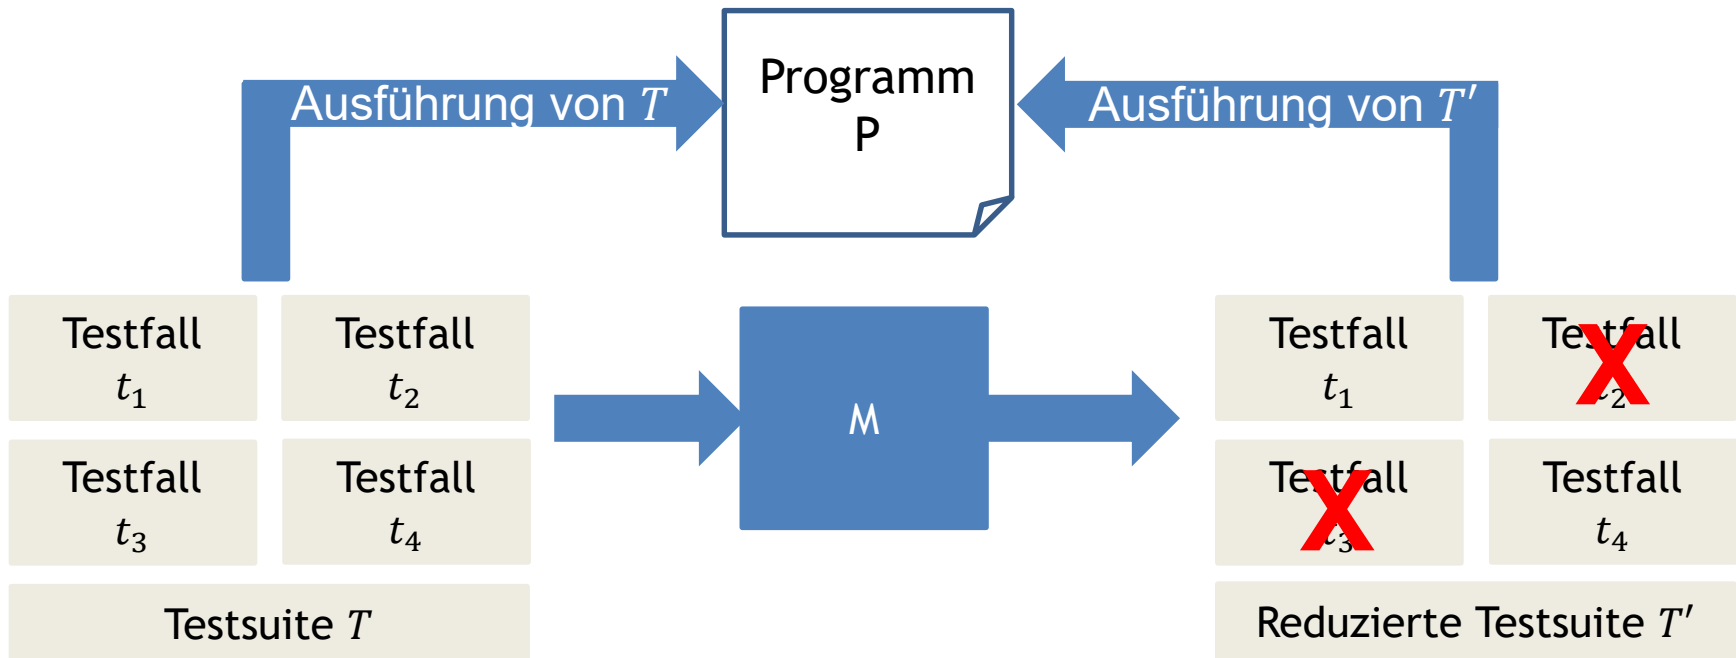 Programm
P
Ausführung von T
Ausführung von T′
Testfall
t₁
Testfall
t₂
Testfall
t₃
Testfall
t₄
Testsuite T
M
Testfall
t₁
Testfall
t₂
Testfall
t₃
Testfall
t₄
Reduzierte Testsuite T′